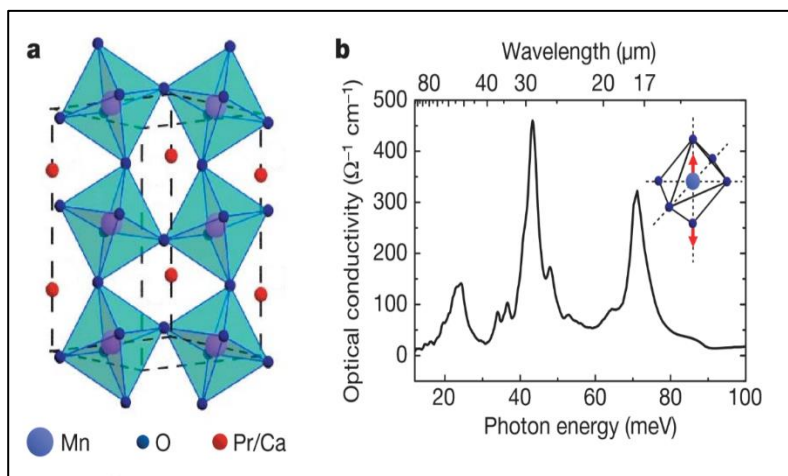 a
Mn O Pr/Ca
b
Wavelength (μm)
80 40 30 20 17
Optical conductivity (Ω⁻¹ cm⁻¹)
500
400
300
200
100
0
20 40 60 80 100
Photon energy (meV)